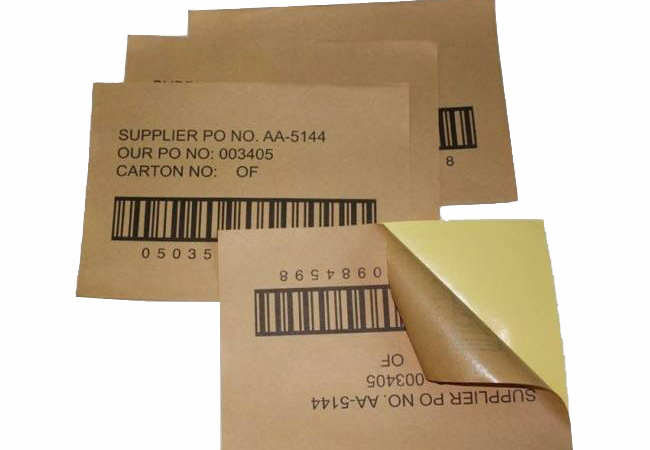 8
SUPPLIER PO NO. AA-5144
OUR PO NO: 003405
CARTON NO: OF
05035
SUPPLIER PO NO. AA-5144
003405
OF
0984598